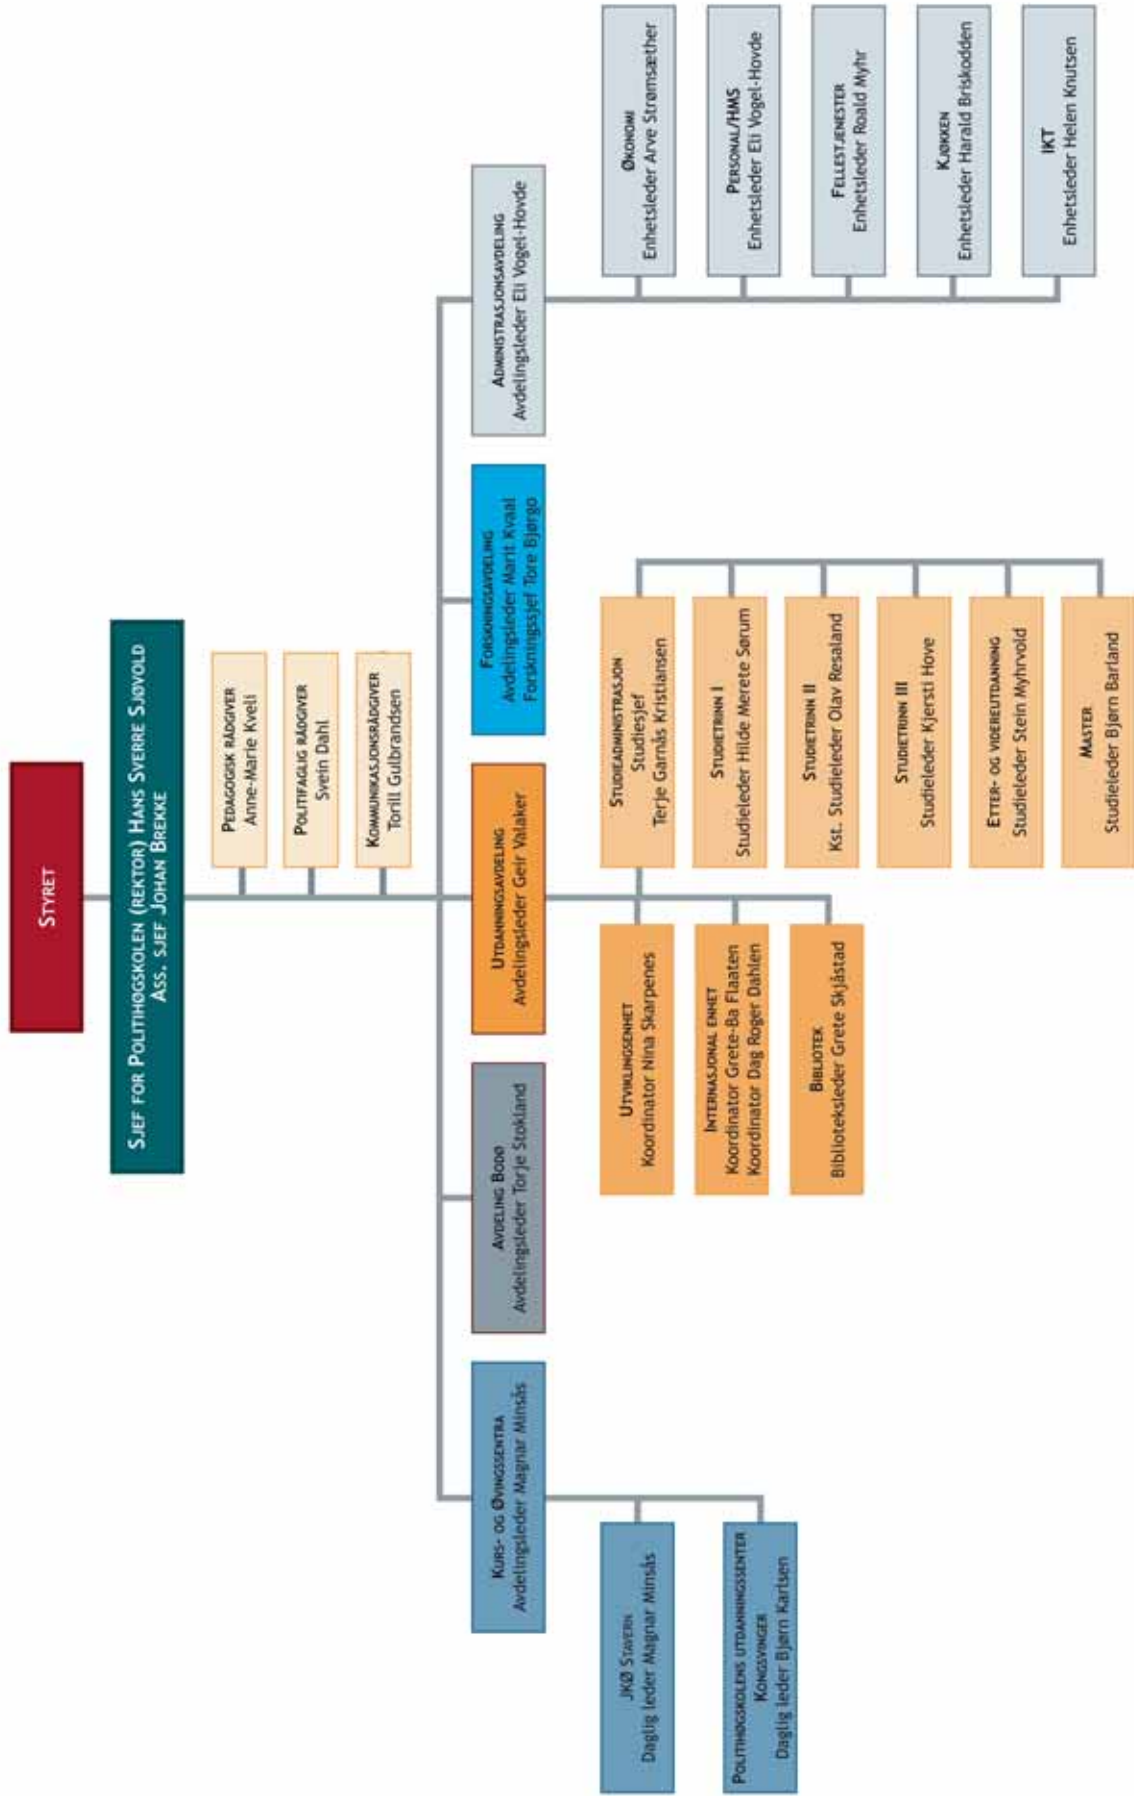 STYRET
SJEF FOR POLITIHØGSKOLEN (REKTOR) HANS SVERRE SJØVOLD
ASS. SJEF JOHAN BREKKE
PEDAGOGISK RÅDGIVER
Anne-Marie Kveli
POLITIFAGLIG RÅDGIVER
Svein Dahl
KOMMUNIKASJONSRÅDGIVER
Torill Gulbrandsen
KURS- OG ØVINGSSENTRA
Avdelingsleder Magnar Minsås
AVDELING BODØ
Avdelingsleder Torje Stokland
UTDANNINGSAVDELING
Avdelingsleder Geir Valaker
FORSKNINGSAVDELING
Avdelingsleder Marit Kvaal
Forskningssjef Tore Bjørgo
ADMINISTRASJONSAVDELING
Avdelingsleder Eli Vogel-Hovde
JKØ STAVERN
Daglig leder Magnar Minsås
POLITIHØGSKOLENS UTDANNINGSSENTER
KONGSVINGER
Daglig leder Bjørn Karlsen
UTVIKLINGSENHET
Koordinator Nina Skarpenes
INTERNASJONAL ENHET
Koordinator Grete-Ba Flaaten
Koordinator Dag Roger Dahlen
BIBLIOTEK
Biblioteksleder Grete Skjåstad
STUDIEADMINISTRASJON
Studiesjef
Terje Garnås Kristiansen
STUDIETRINN I
Studieleder Hilde Merete Sørum
STUDIETRINN II
Kst. Studieleder Olav Resaland
STUDIETRINN III
Studieleder Kjersti Hove
ETTER- OG VIDEREUTDANNING
Studieleder Stein Myhrvold
MASTER
Studieleder Bjørn Barland
ØKONOMI
Enhetsleder Arve Strømsæther
PERSONAL/HMS
Enhetsleder Eli Vogel-Hovde
FELLESTJENESTER
Enhetsleder Roald Myhr
KJØKKEN
Enhetsleder Harald Briskodden
IKT
Enhetsleder Helen Knutsen